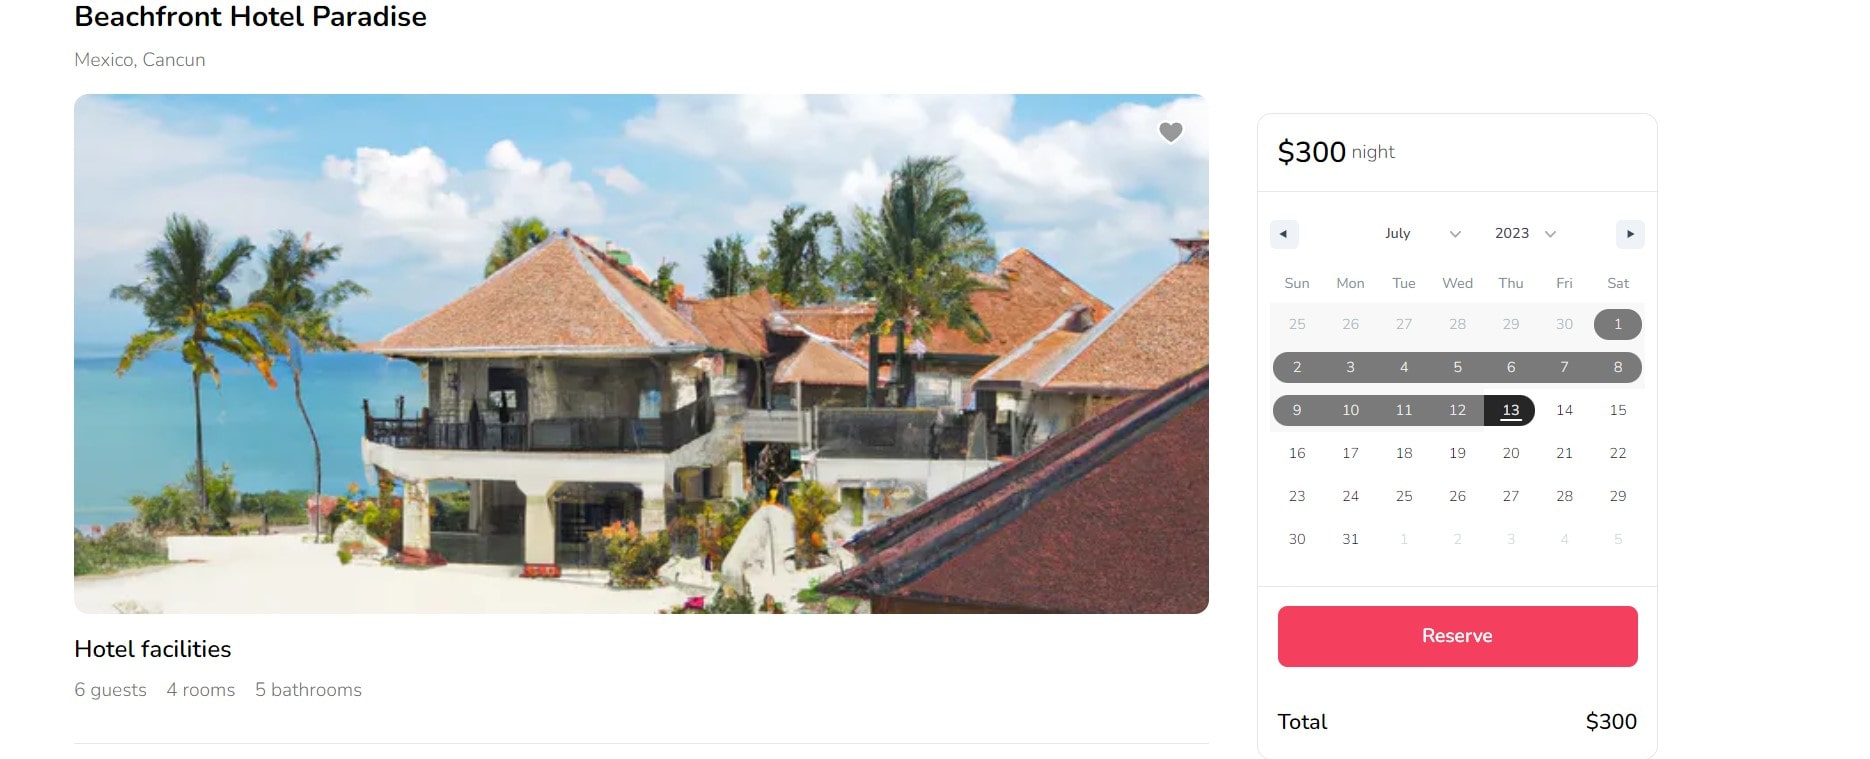 Beachfront Hotel Paradise
Mexico, Cancun
$300 night
July 2023
Sun Mon Tue Wed Thu Fri Sat
25 26 27 28 29 30 1
2 3 4 5 6 7 8
9 10 11 12 13 14 15
16 17 18 19 20 21 22
23 24 25 26 27 28 29
30 31 1 2 3 4 5
Reserve
Total $300
Hotel facilities
6 guests 4 rooms 5 bathrooms